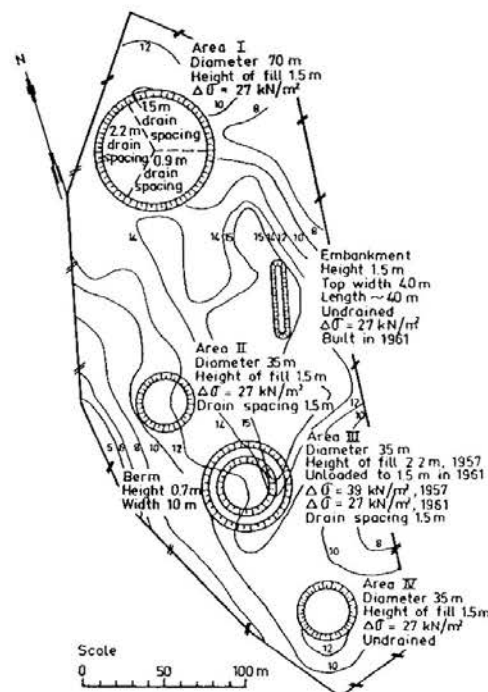 12
Area I
Diameter 70 m
Height of fill 1.5 m
Δσ = 27 kN/m²
10
8
N
1.5 m
drain
spacing
2.2 m
drain
spacing
0.9 m
drain
spacing
8
14
14
15
15
14
12
10
Embankment
Height 1.5 m
Top width 4.0 m
Length ~ 40 m
Undrained
Δσ = 27 kN/m²
Built in 1961
Area II
Diameter 35 m
Height of fill 1.5 m
Δσ = 27 kN/m²
Drain spacing 1.5 m
12
10
14
15
5
6
8
10
12
Area III
Diameter 35 m
Height of fill 2.2 m, 1957
Unloaded to 1.5 m in 1961
Δσ = 39 kN/m², 1957
Δσ = 27 kN/m², 1961
Drain spacing 1.5 m
Berm
Height 0.7 m
Width 10 m
10
8
Area IV
Diameter 35 m
Height of fill 1.5 m
Δσ = 27 kN/m²
Undrained
12
10
Scale
0 50 100 m